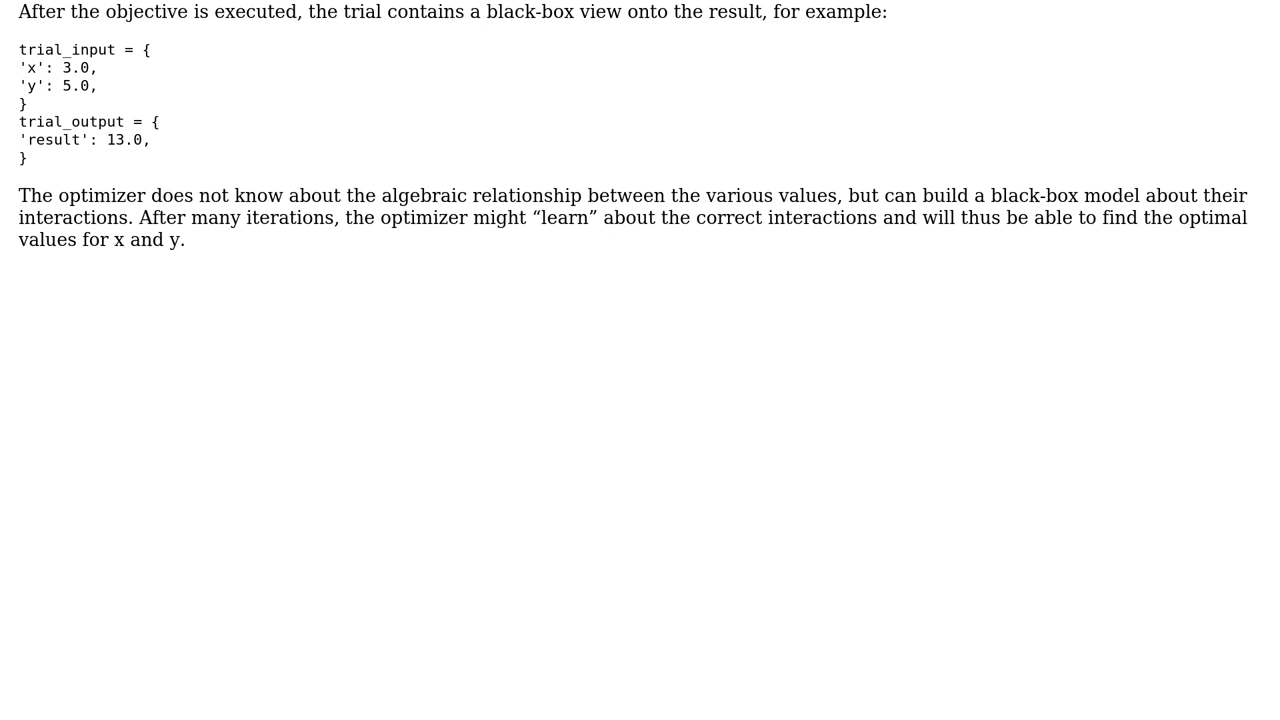 After the objective is executed, the trial contains a black-box view onto the result, for example:
trial_input = {
'x': 3.0,
'y': 5.0,
}
trial_output = {
'result': 13.0,
}
The optimizer does not know about the algebraic relationship between the various values, but can build a black-box model about their
interactions. After many iterations, the optimizer might “learn” about the correct interactions and will thus be able to find the optimal
values for x and y.